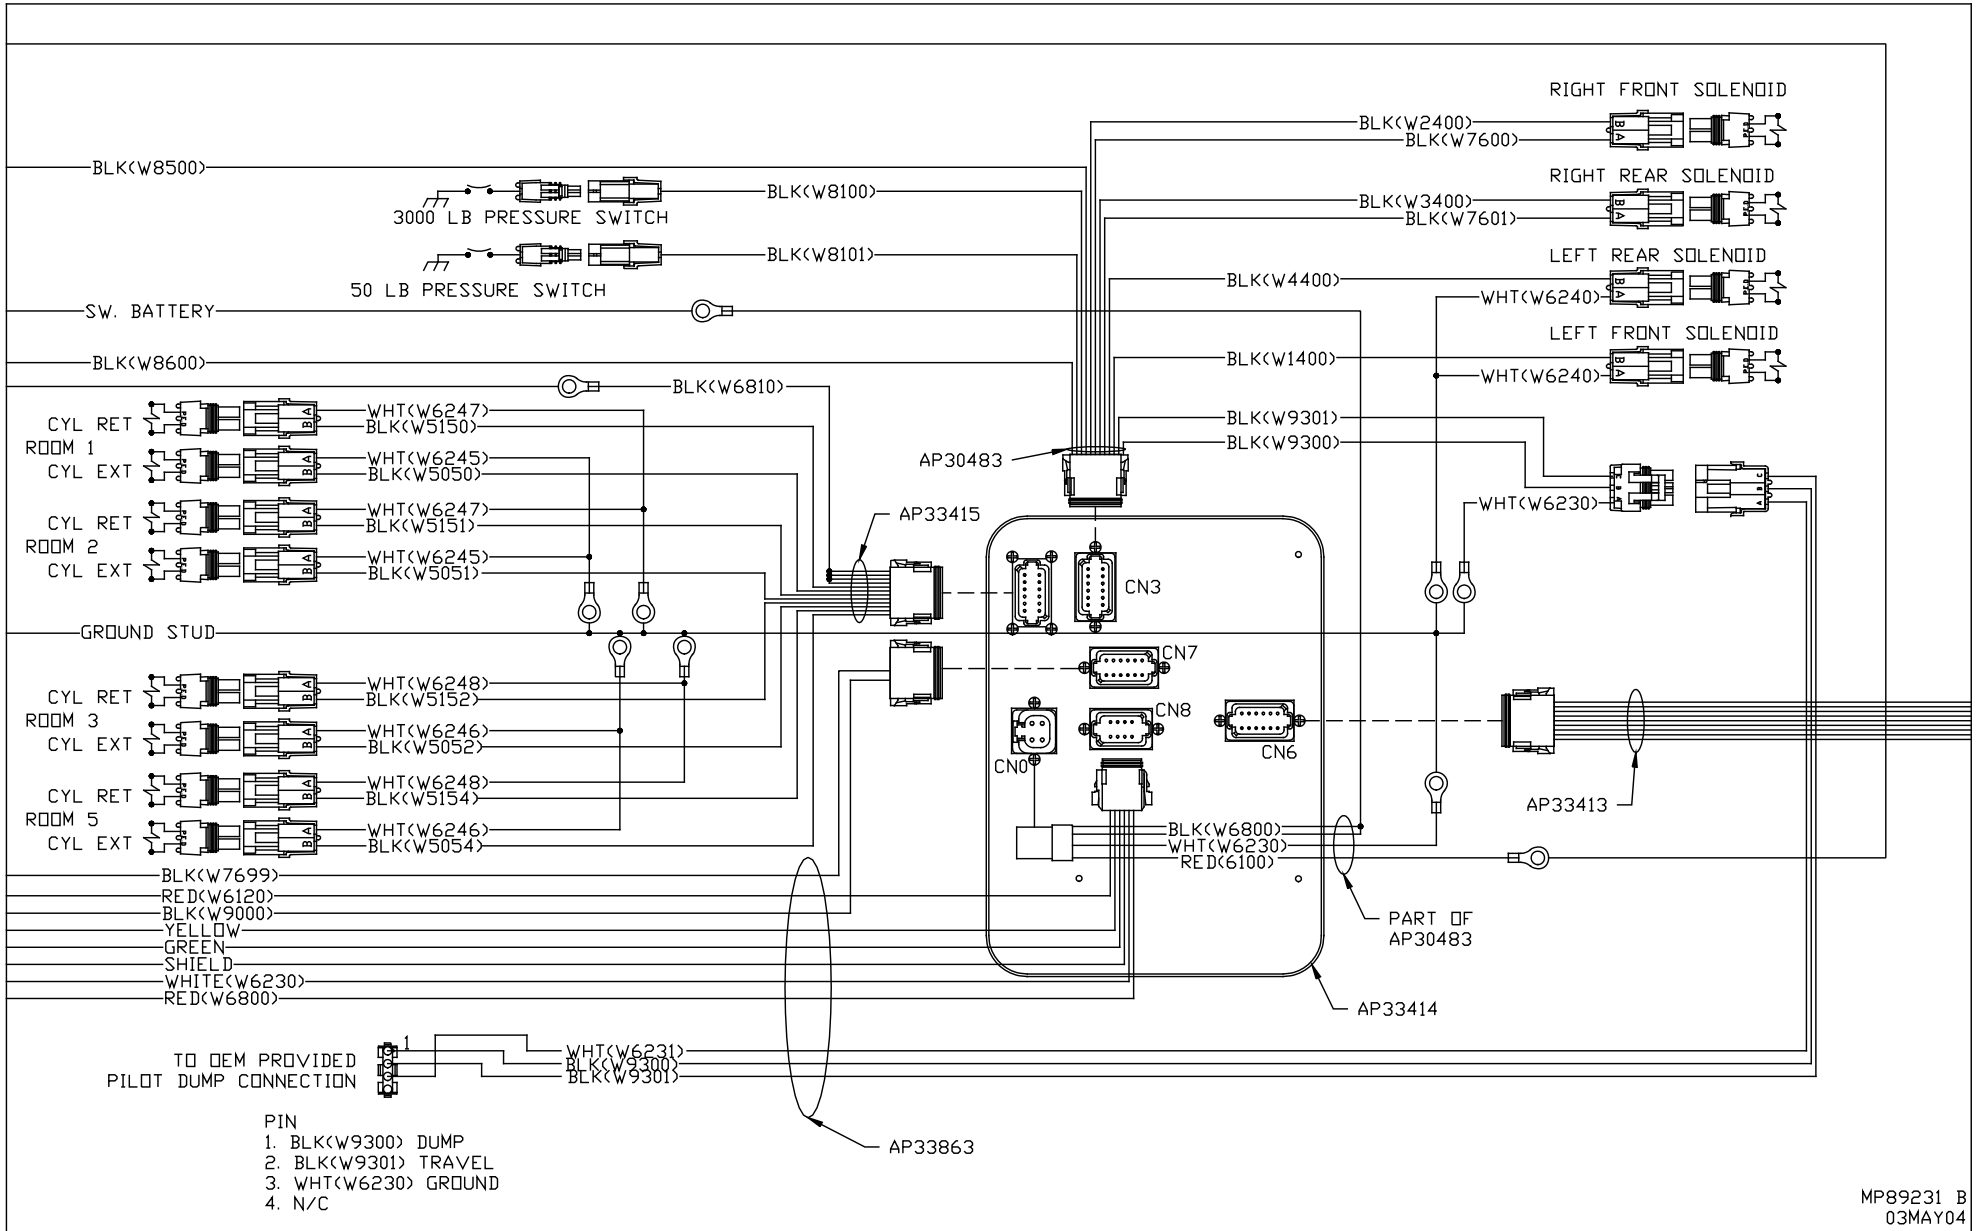 RIGHT FRONT SOLENOID
BLK(W2400)
B
A
BLK(W7600)
BLK(W8500)
RIGHT REAR SOLENOID
BLK(W8100)
3000 LB PRESSURE SWITCH
BLK(W3400)
B
A
BLK(W7601)
BLK(W8101)
50 LB PRESSURE SWITCH
LEFT REAR SOLENOID
BLK(W4400)
B
A
WHT(W6240)
SW. BATTERY
LEFT FRONT SOLENOID
BLK(W8600)
BLK(W1400)
B
A
WHT(W6240)
BLK(W6810)
CYL RET
A
B
WHT(W6247)
BLK(W5150)
ROOM 1
CYL EXT
A
B
WHT(W6245)
BLK(W5050)
CYL RET
A
B
WHT(W6247)
BLK(W5151)
ROOM 2
CYL EXT
A
B
WHT(W6245)
BLK(W5051)
BLK(W9301)
BLK(W9300)
AP30483
WHT(W6230)
C
B
A
AP33415
CN3
GROUND STUD
CN7
CYL RET
A
B
WHT(W6248)
BLK(W5152)
ROOM 3
CYL EXT
A
B
WHT(W6246)
BLK(W5052)
CN8
CN6
CN0
CYL RET
A
B
WHT(W6248)
BLK(W5154)
ROOM 5
CYL EXT
A
B
WHT(W6246)
BLK(W5054)
AP33413
BLK(W6800)
WHT(W6230)
RED(6100)
BLK(W7699)
RED(W6120)
BLK(W9000)
YELLOW
GREEN
SHIELD
WHITE(W6230)
RED(W6800)
PART OF
AP30483
AP33414
TO OEM PROVIDED
PILOT DUMP CONNECTION
1
WHT(W6231)
BLK(W9300)
BLK(W9301)
PIN
1. BLK(W9300) DUMP
2. BLK(W9301) TRAVEL
3. WHT(W6230) GROUND
4. N/C
AP33863
MP89231 B
03MAY04